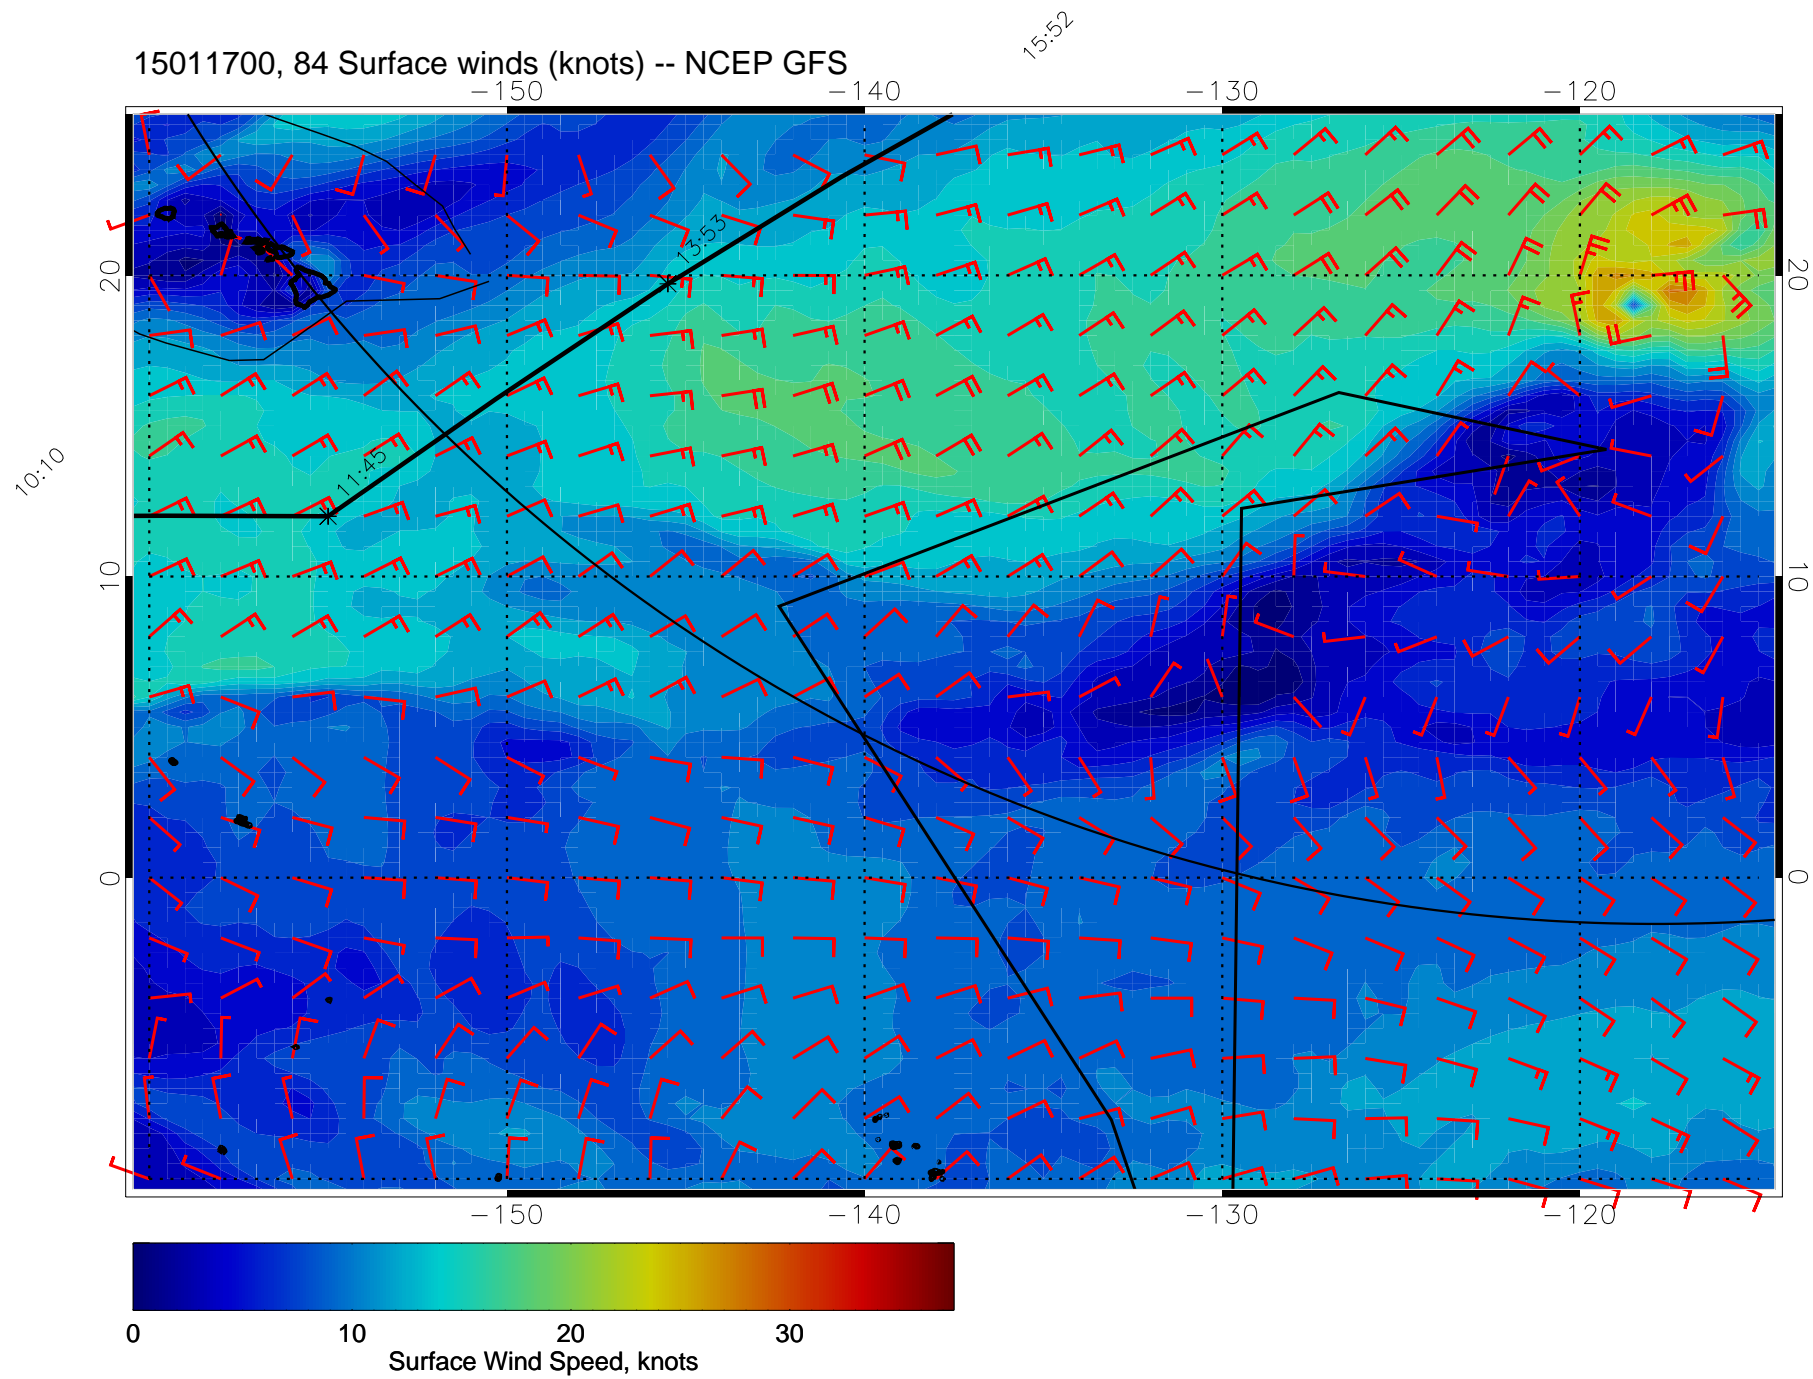 15:52
15011700, 84 Surface winds (knots) -- NCEP GFS
-150 -140 -130 -120
13:53
20 20
10:10
11:45
10 10
0 0
-150 -140 -130 -120
0 10 20 30
Surface Wind Speed, knots